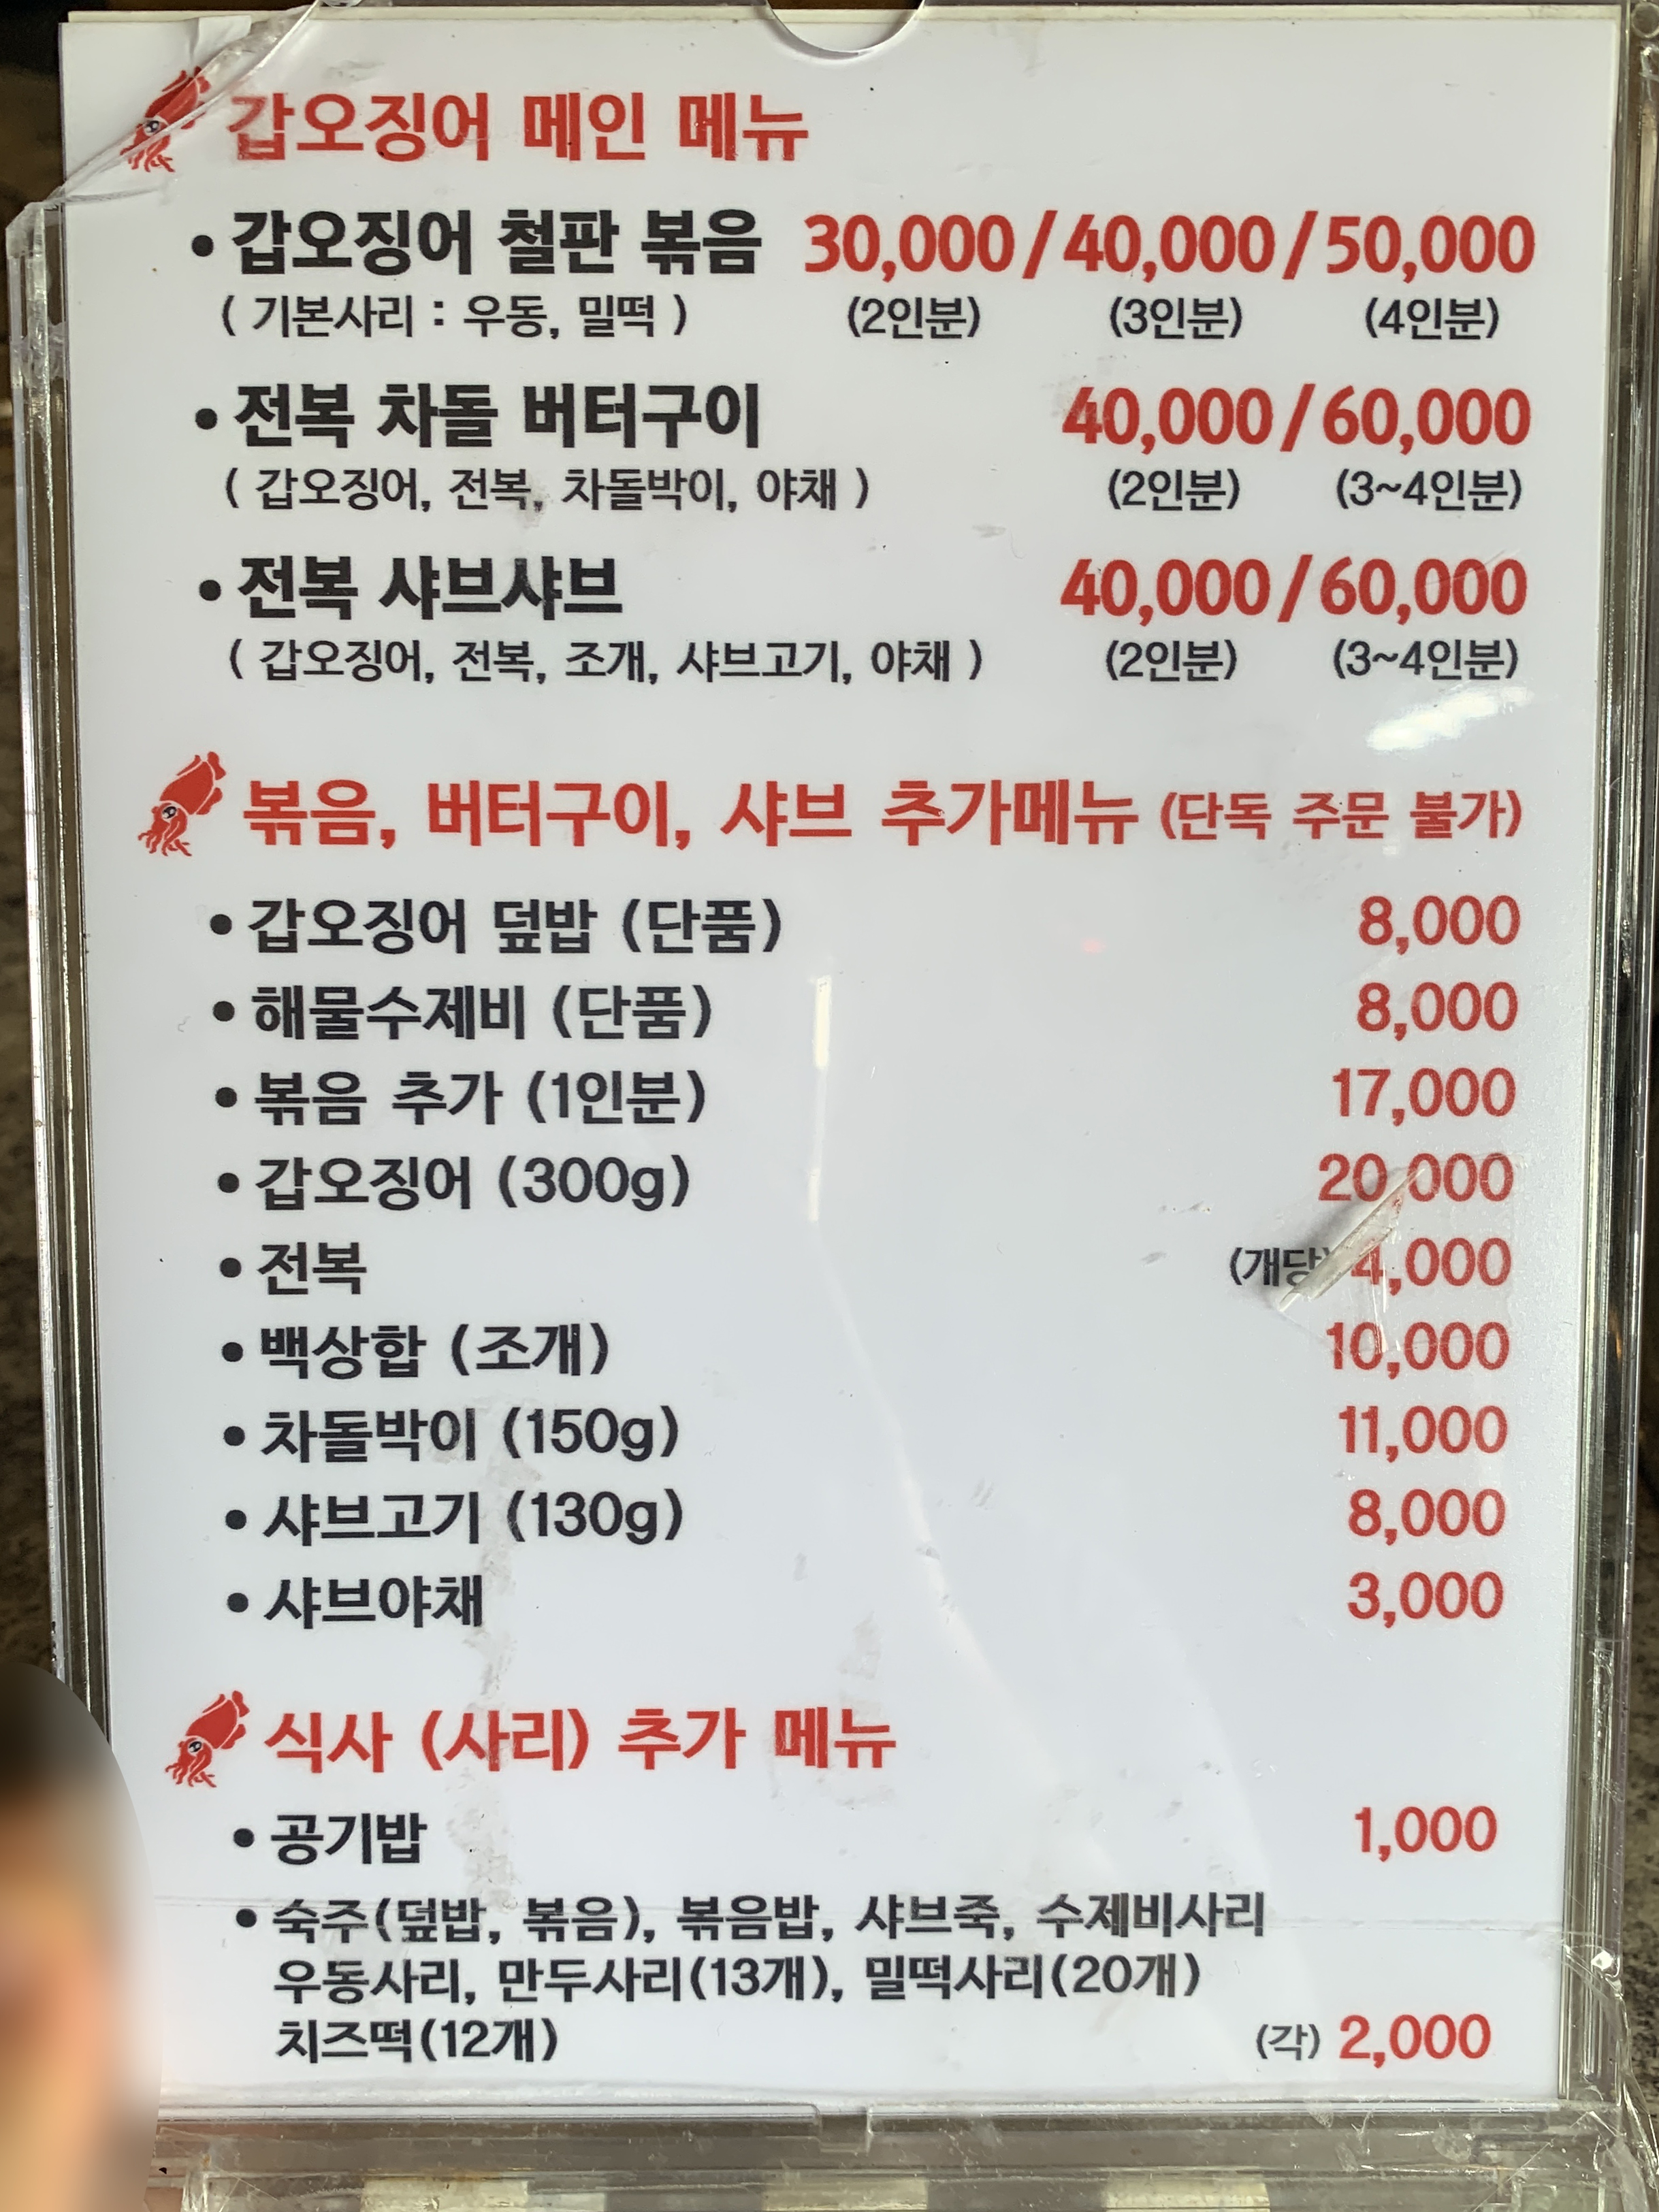 갑오징어 메인 메뉴
• 갑오징어 철판 볶음 30,000/40,000/50,000
( 기본사리 : 우동, 밀떡 ) (2인분) (3인분) (4인분)
• 전복 차돌 버터구이 40,000/60,000
( 갑오징어, 전복, 차돌박이, 야채 ) (2인분) (3~4인분)
• 전복 샤브샤브 40,000/60,000
( 갑오징어, 전복, 조개, 샤브고기, 야채 ) (2인분) (3~4인분)
볶음, 버터구이, 샤브 추가메뉴 (단독 주문 불가)
• 갑오징어 덮밥 (단품) 8,000
• 해물수제비 (단품) 8,000
• 볶음 추가 (1인분) 17,000
• 갑오징어 (300g) 20,000
• 전복 (개당) 4,000
• 백상합 (조개) 10,000
• 차돌박이 (150g) 11,000
• 샤브고기 (130g) 8,000
• 샤브야채 3,000
식사 (사리) 추가 메뉴
• 공기밥 1,000
• 숙주(덮밥, 볶음), 볶음밥, 샤브죽, 수제비사리
우동사리, 만두사리(13개), 밀떡사리(20개)
치즈떡(12개) (각) 2,000